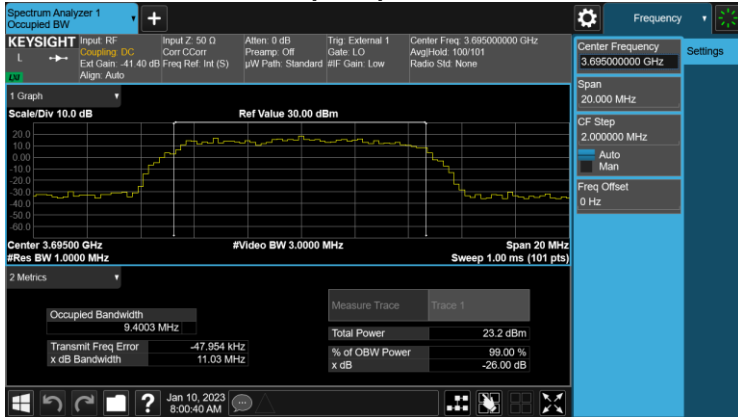 Spectrum Analyzer 1
Occupied BW
Frequency
KEYSIGHT
L
LXI
Input: RF
Coupling: DC
Ext Gain: -41.40 dB
Align: Auto
Input Z: 50 Ω
Corr CCorr
Freq Ref: Int (S)
Atten: 0 dB
Preamp: Off
µW Path: Standard
Trig: External 1
Gate: LO
#IF Gain: Low
Center Freq: 3.695000000 GHz
Avg|Hold: 100/101
Radio Std: None
1 Graph
Scale/Div 10.0 dB
Ref Value 30.00 dBm
20.0
10.0
0.00
-10.0
-20.0
-30.0
-40.0
-50.0
-60.0
Center 3.69500 GHz
#Video BW 3.0000 MHz
Span 20 MHz
#Res BW 1.0000 MHz
Sweep 1.00 ms (101 pts)
2 Metrics
Occupied Bandwidth
9.4003 MHz
Transmit Freq Error -47.954 kHz
x dB Bandwidth 11.03 MHz
Measure Trace Trace 1
Total Power 23.2 dBm
% of OBW Power 99.00 %
x dB -26.00 dB
Center Frequency
3.695000000 GHz
Span
20.000 MHz
CF Step
2.000000 MHz
Auto
Man
Freq Offset
0 Hz
Settings
Jan 10, 2023
8:00:40 AM